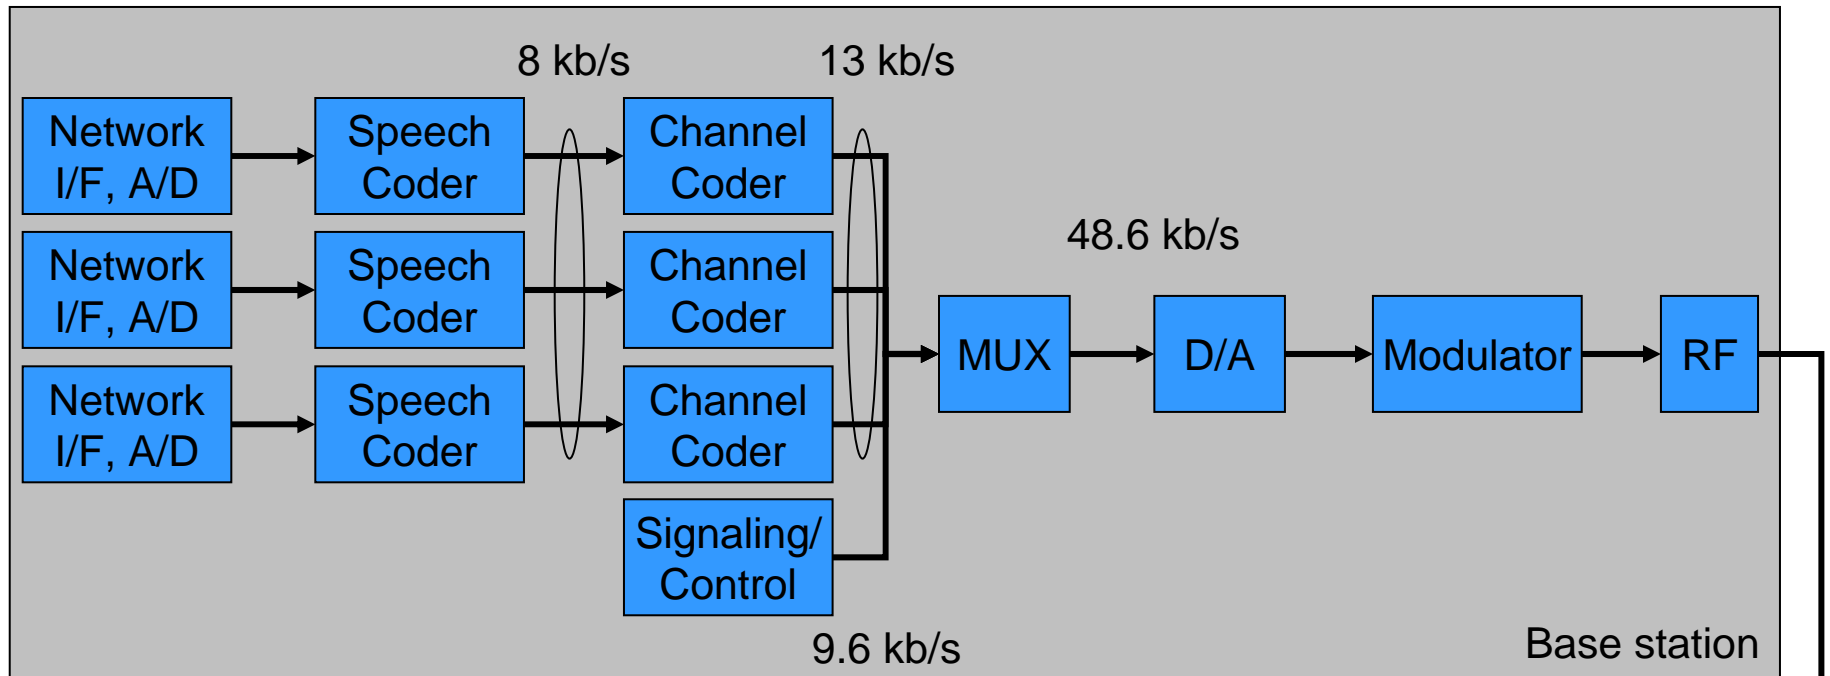 8 kb/s
13 kb/s
Network
I/F, A/D
Speech
Coder
Channel
Coder
Network
I/F, A/D
Speech
Coder
Channel
Coder
48.6 kb/s
MUX
D/A
Modulator
RF
Network
I/F, A/D
Speech
Coder
Channel
Coder
Signaling/
Control
9.6 kb/s
Base station